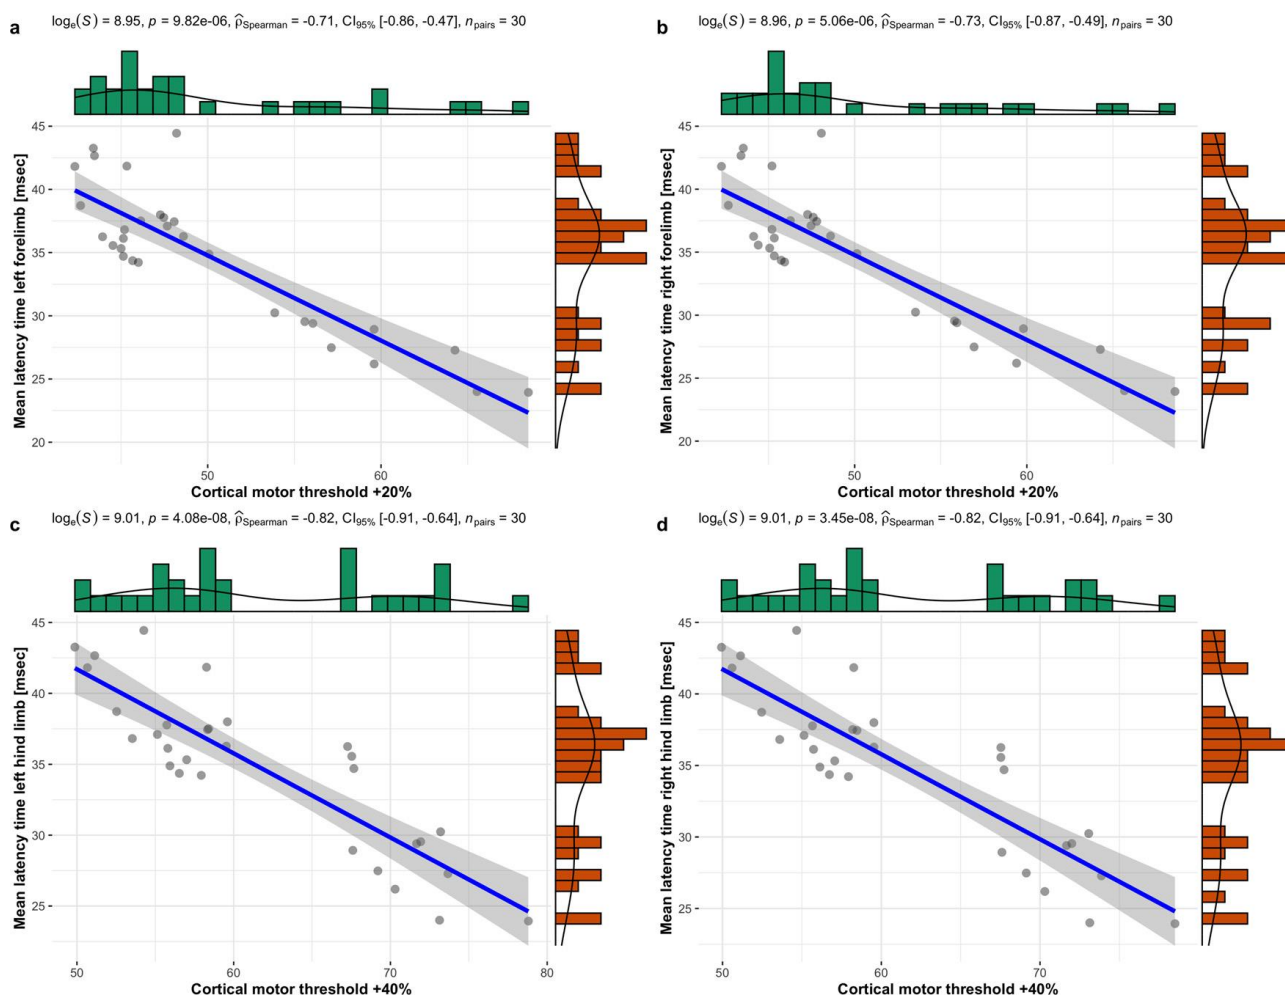 a
logₑ(S) = 8.95, p = 9.82e-06, ρ̂Spearman = -0.71, CI95% [-0.86, -0.47], npairs = 30
45
40
35
30
25
20
Mean latency time left forelimb [msec]
50 60
Cortical motor threshold +20%
b
logₑ(S) = 8.96, p = 5.06e-06, ρ̂Spearman = -0.73, CI95% [-0.87, -0.49], npairs = 30
45
40
35
30
25
20
Mean latency time right forelimb [msec]
50 60
Cortical motor threshold +20%
c
logₑ(S) = 9.01, p = 4.08e-08, ρ̂Spearman = -0.82, CI95% [-0.91, -0.64], npairs = 30
45
40
35
30
25
Mean latency time left hind limb [msec]
50 60 70 80
Cortical motor threshold +40%
d
logₑ(S) = 9.01, p = 3.45e-08, ρ̂Spearman = -0.82, CI95% [-0.91, -0.64], npairs = 30
45
40
35
30
25
Mean latency time right hind limb [msec]
50 60 70
Cortical motor threshold +40%